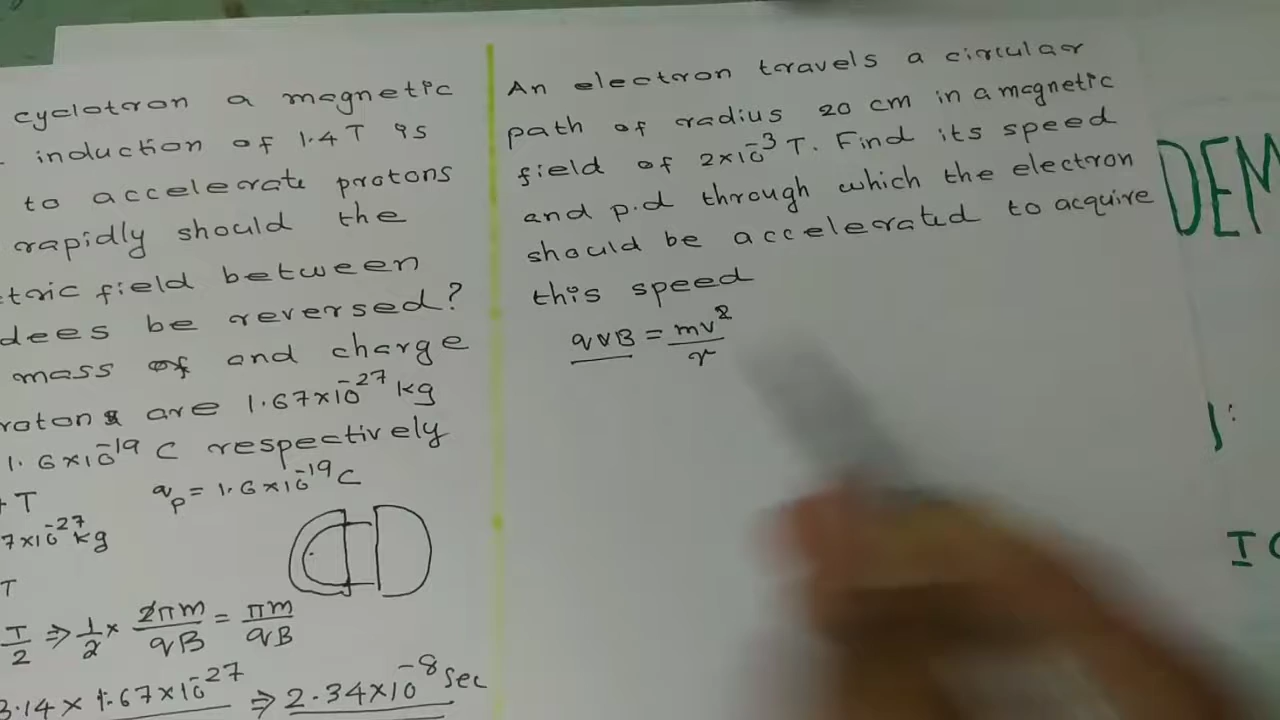 cyclotron a magnetic
induction of 1.4T is
to accelerate protons
rapidly should the
tric field between
dees be reversed?
mass of and charge
rotons are 1.67×10⁻²⁷ kg
1.6×10⁻¹⁹ C respectively
T qₚ = 1.6×10⁻¹⁹ C
7×10⁻²⁷ kg
T
T/2 ⇒ 1/2 × 2πm/qB = πm/qB
3.14 × 1.67×10⁻²⁷ ⇒ 2.34×10⁻⁸ sec
An electron travels a circular
path of radius 20 cm in a magnetic
field of 2×10⁻³ T. Find its speed
and p.d through which the electron
should be accelerated to acquire
this speed
qvB = mv²/r
DEM
I